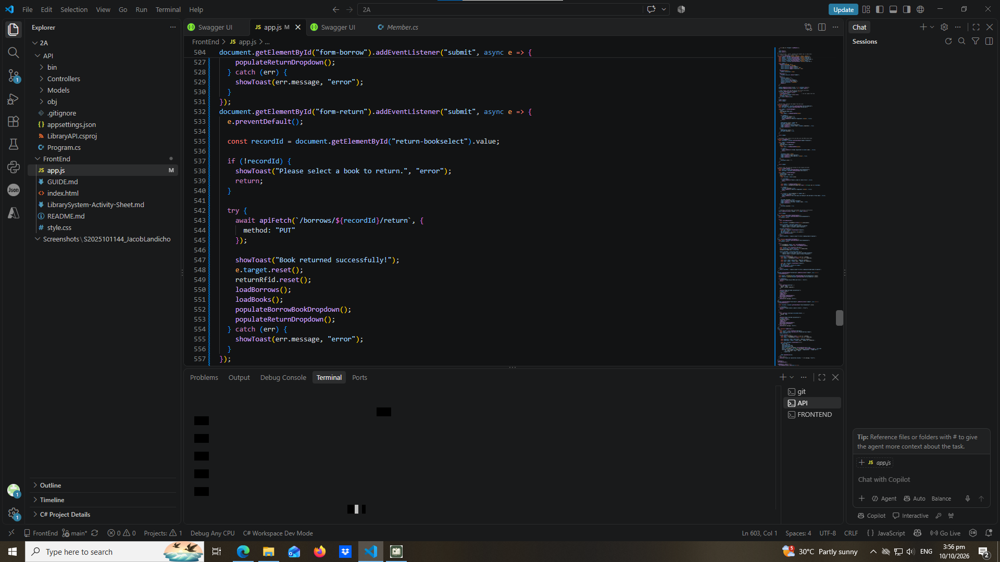 File Edit Selection View Go Run Terminal Help
2A
Update
Explorer
2A
API
bin
Controllers
Models
obj
.gitignore
appsettings.json
LibraryAPI.csproj
Program.cs
FrontEnd
app.js M
GUIDE.md
index.html
LibrarySystem-Activity-Sheet.md
README.md
style.css
Screenshots\S2025101144_JacobLandicho
Outline
Timeline
C# Project Details
Swagger UI
app.js M
Swagger UI
Member.cs
FrontEnd > app.js > ...
504 document.getElementById("form-borrow").addEventListener("submit", async e => {
527 populateReturnDropdown();
528 } catch (err) {
529 showToast(err.message, "error");
530 }
531 });
532 document.getElementById("form-return").addEventListener("submit", async e => {
533 e.preventDefault();
534
535 const recordId = document.getElementById("return-bookselect").value;
536
537 if (!recordId) {
538 showToast("Please select a book to return.", "error");
539 return;
540 }
541
542 try {
543 await apiFetch(`/borrows/${recordId}/return`, {
544 method: "PUT"
545 });
546
547 showToast("Book returned successfully!");
548 e.target.reset();
549 returnRfid.reset();
550 loadBorrows();
551 loadBooks();
552 populateBorrowBookDropdown();
553 populateReturnDropdown();
554 } catch (err) {
555 showToast(err.message, "error");
556 }
557 });
Problems Output Debug Console Terminal Ports
git
API
FRONTEND
Chat
Sessions
Tip: Reference files or folders with # to give
the agent more context about the task.
JS app.js
Chat with Copilot
Agent Auto Balance
Copilot Interactive
FrontEnd main* 0 0 Projects: 1 Debug Any CPU C# Workspace Dev Mode
Ln 603, Col 1 Spaces: 4 UTF-8 CRLF {} JavaScript Go Live
Type here to search
30°C Partly sunny
ENG
3:56 pm
10/10/2026